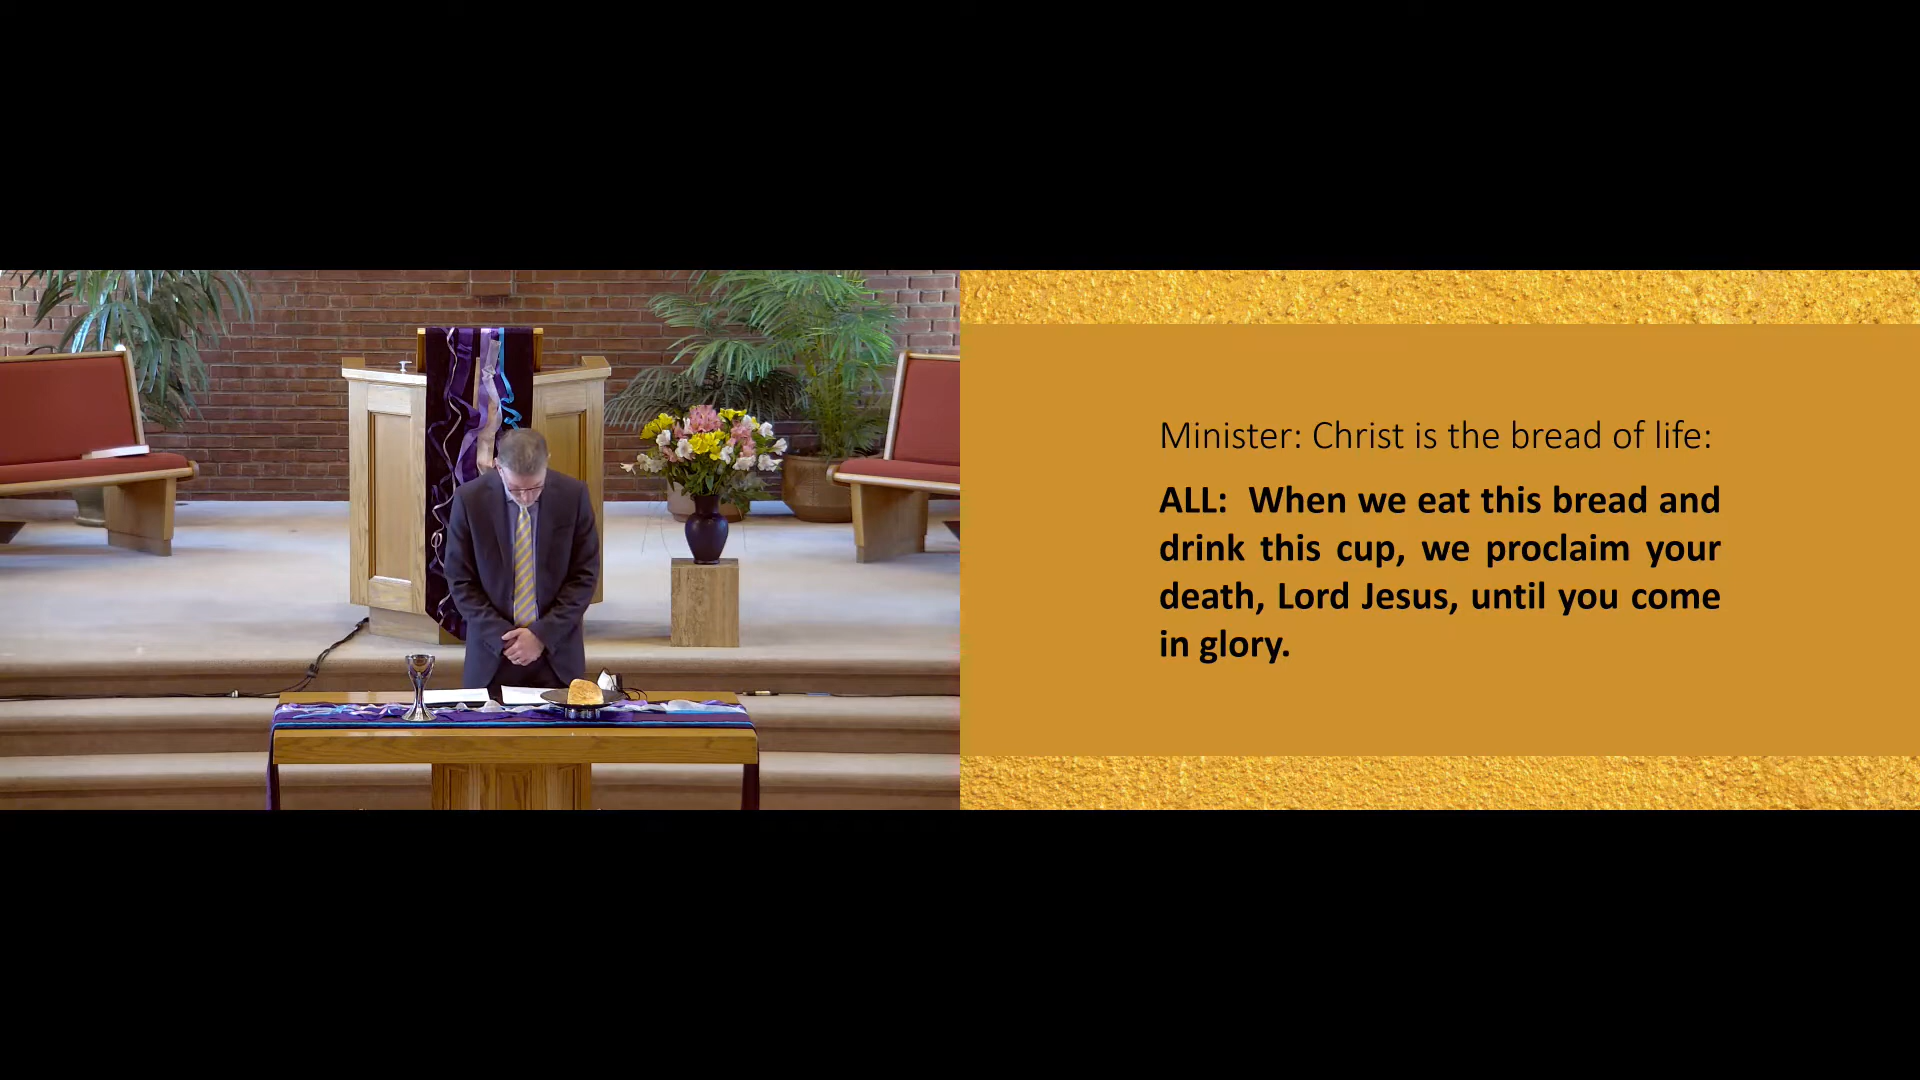 Minister: Christ is the bread of life:
ALL: When we eat this bread and
drink this cup, we proclaim your
death, Lord Jesus, until you come
in glory.